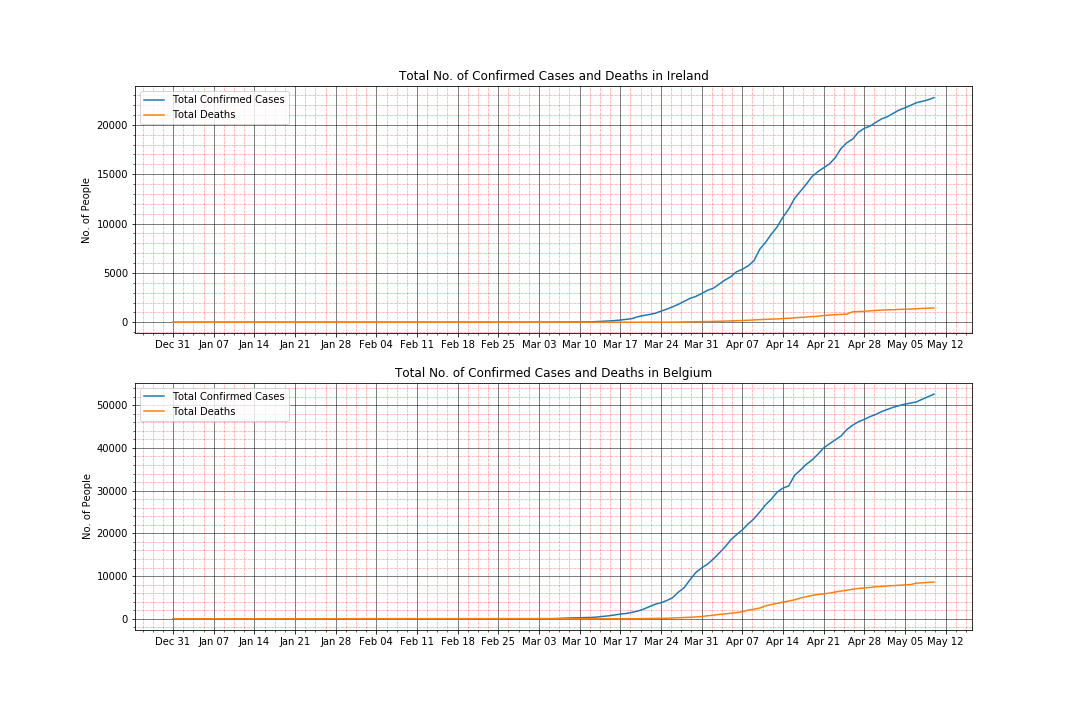 Total No. of Confirmed Cases and Deaths in Ireland
Total Confirmed Cases
Total Deaths
No. of People
20000
15000
10000
5000
0
Dec 31 Jan 07 Jan 14 Jan 21 Jan 28 Feb 04 Feb 11 Feb 18 Feb 25 Mar 03 Mar 10 Mar 17 Mar 24 Mar 31 Apr 07 Apr 14 Apr 21 Apr 28 May 05 May 12
Total No. of Confirmed Cases and Deaths in Belgium
Total Confirmed Cases
Total Deaths
No. of People
50000
40000
30000
20000
10000
0
Dec 31 Jan 07 Jan 14 Jan 21 Jan 28 Feb 04 Feb 11 Feb 18 Feb 25 Mar 03 Mar 10 Mar 17 Mar 24 Mar 31 Apr 07 Apr 14 Apr 21 Apr 28 May 05 May 12